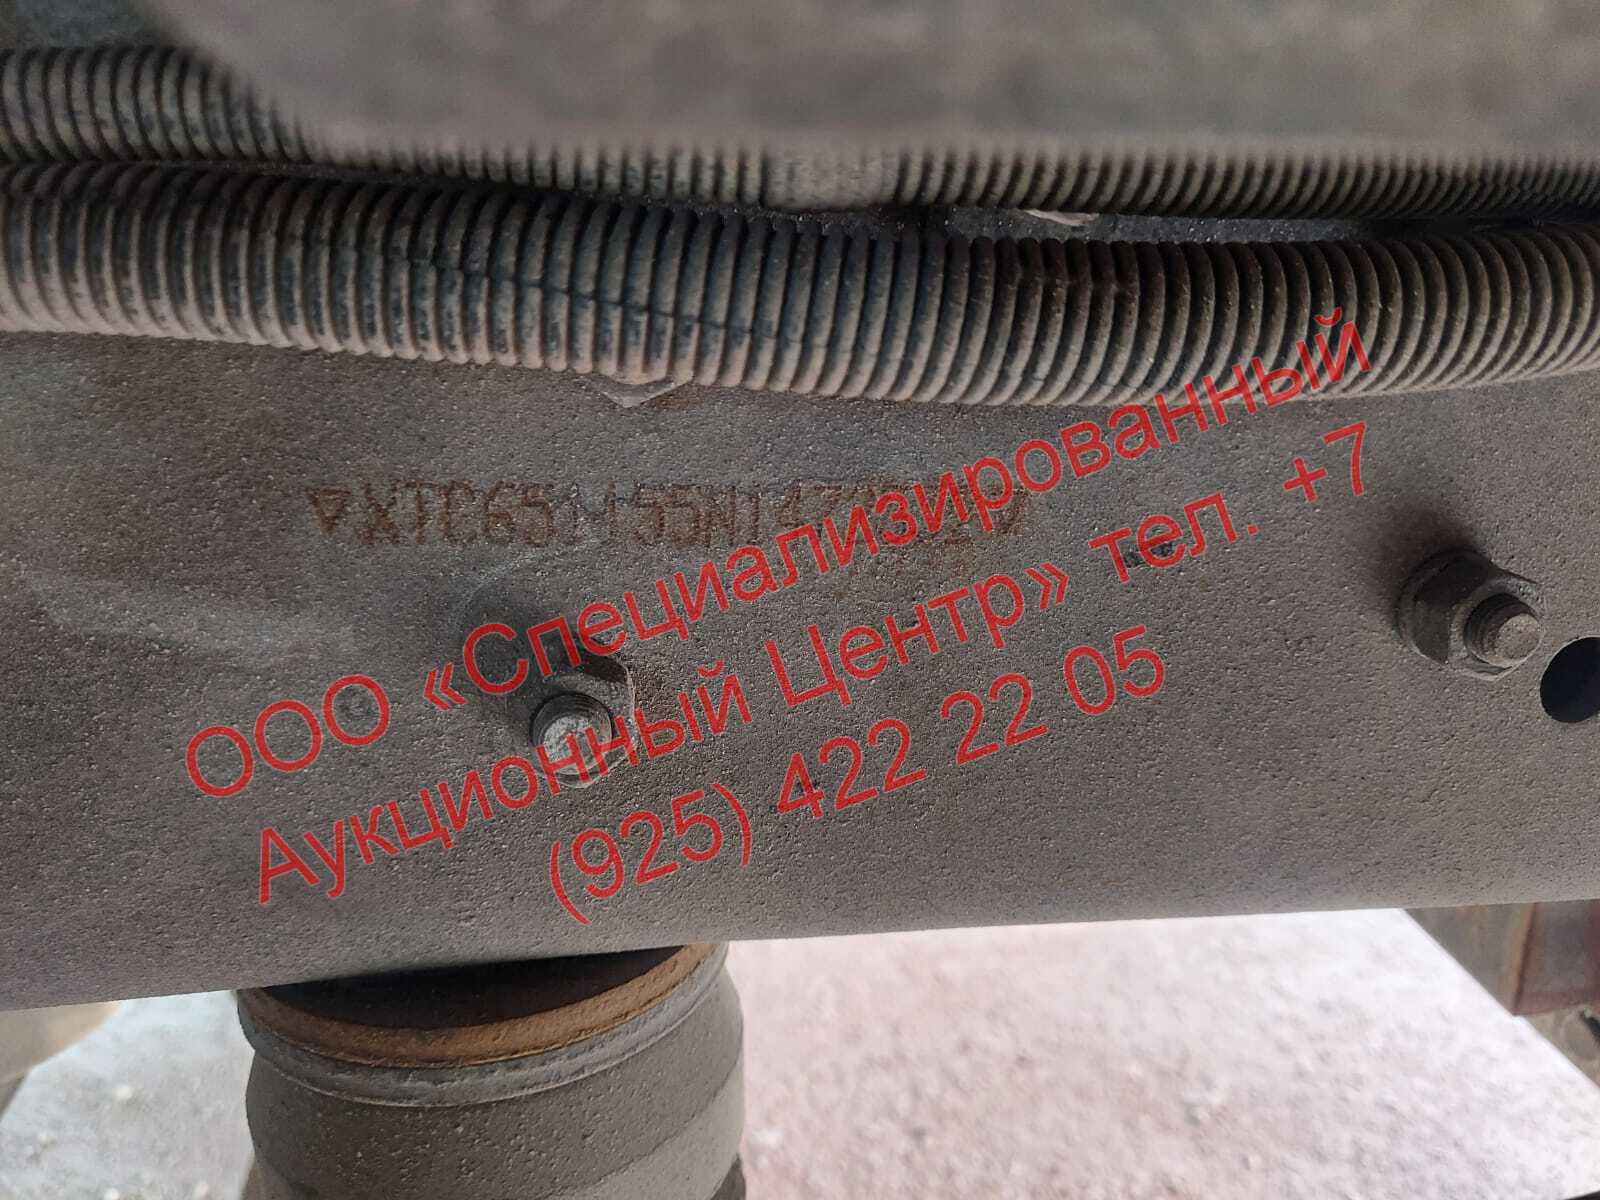 ООО «Специализированный
Аукционный Центр» тел. +7
(925) 422 22 05